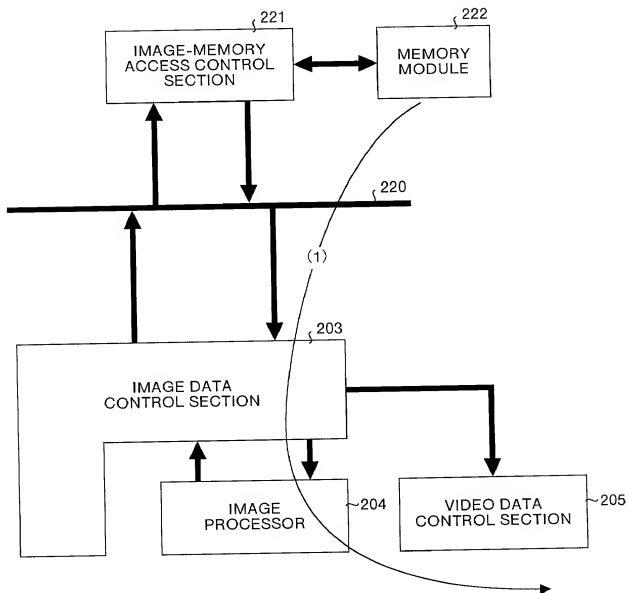 221
222
IMAGE-MEMORY
ACCESS CONTROL
SECTION
MEMORY
MODULE
220
(1)
203
IMAGE DATA
CONTROL SECTION
IMAGE
PROCESSOR
204
VIDEO DATA
CONTROL SECTION
205